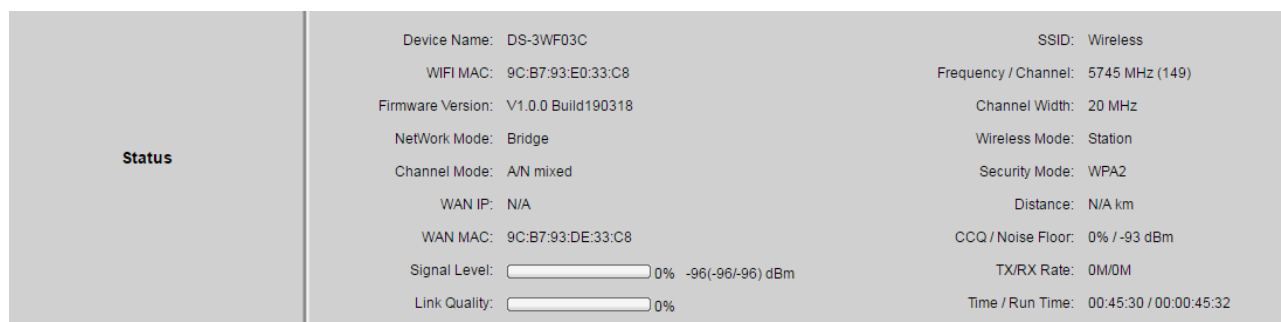 Status
Device Name: DS-3WF03C
WIFI MAC: 9C:B7:93:E0:33:C8
Firmware Version: V1.0.0 Build190318
NetWork Mode: Bridge
Channel Mode: A/N mixed
WAN IP: N/A
WAN MAC: 9C:B7:93:DE:33:C8
Signal Level: 0% -96(-96/-96) dBm
Link Quality: 0%
SSID: Wireless
Frequency / Channel: 5745 MHz (149)
Channel Width: 20 MHz
Wireless Mode: Station
Security Mode: WPA2
Distance: N/A km
CCQ / Noise Floor: 0% / -93 dBm
TX/RX Rate: 0M/0M
Time / Run Time: 00:45:30 / 00:00:45:32